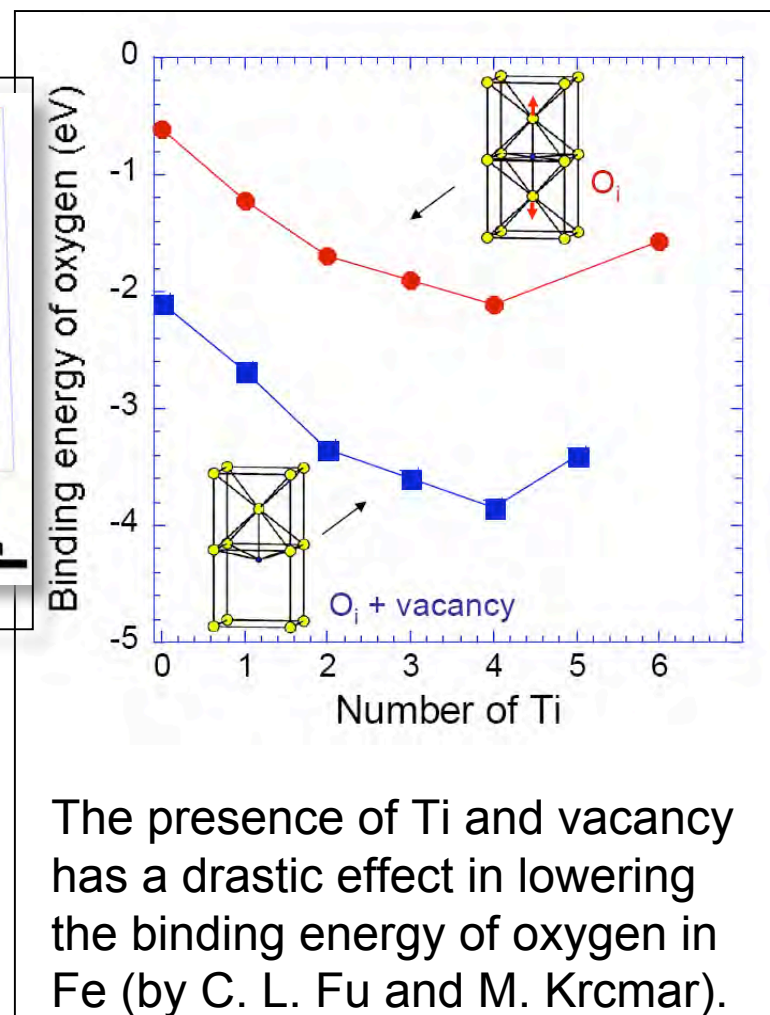 Binding energy of oxygen (eV)
0
-1
-2
-3
-4
-5
O_i
O_i + vacancy
0 1 2 3 4 5 6
Number of Ti
The presence of Ti and vacancy
has a drastic effect in lowering
the binding energy of oxygen in
Fe (by C. L. Fu and M. Krcmar).